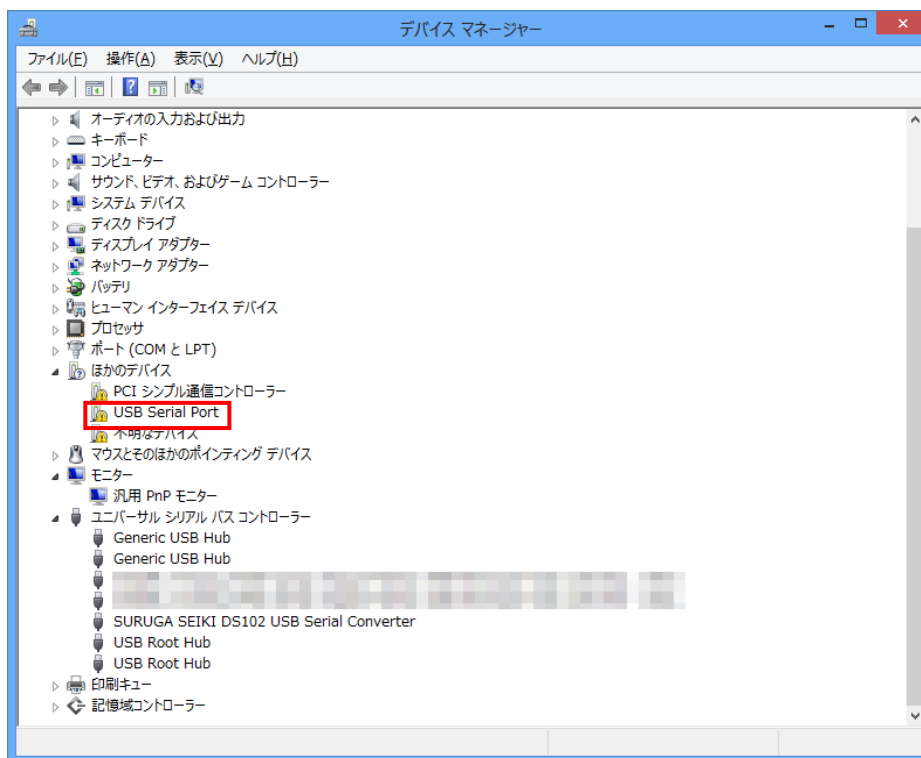 デバイス マネージャー
ファイル(F) 操作(A) 表示(V) ヘルプ(H)
オーディオの入力および出力
キーボード
コンピューター
サウンド、ビデオ、およびゲーム コントローラー
システム デバイス
ディスク ドライブ
ディスプレイ アダプター
ネットワーク アダプター
バッテリ
ヒューマン インターフェイス デバイス
プロセッサ
ポート (COM と LPT)
ほかのデバイス
PCI シンプル通信コントローラー
USB Serial Port
不明なデバイス
マウスとそのほかのポインティング デバイス
モニター
汎用 PnP モニター
ユニバーサル シリアル バス コントローラー
Generic USB Hub
Generic USB Hub
SURUGA SEIKI DS102 USB Serial Converter
USB Root Hub
USB Root Hub
印刷キュー
記憶域コントローラー